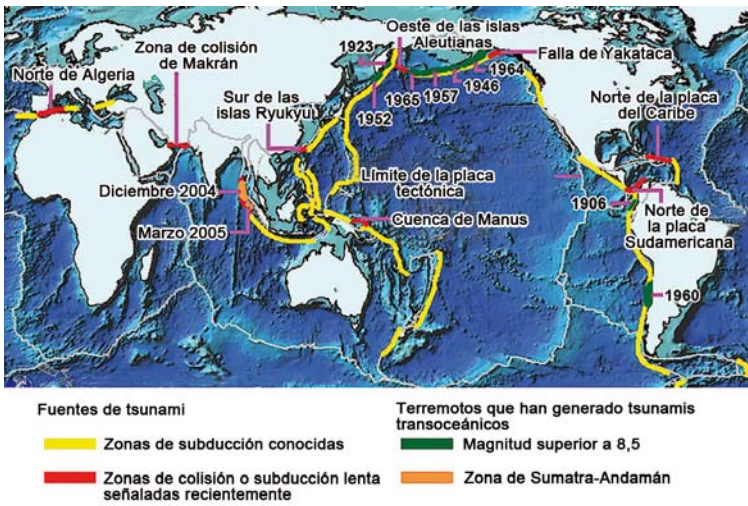 Oeste de las islas
Aleutianas
Zona de colisión
de Makrán
1923
Falla de Yakataca
Norte de Algeria
1964
1946
1957
1965
1952
Sur de las
islas Ryukyu
Norte de la placa
del Caribe
Límite de la placa
tectónica
Diciembre 2004
Marzo 2005
Cuenca de Manus
1906
Norte de
la placa
Sudamericana
1960
Fuentes de tsunami
Zonas de subducción conocidas
Zonas de colisión o subducción lenta
señaladas recientemente
Terremotos que han generado tsunamis
transoceánicos
Magnitud superior a 8,5
Zona de Sumatra-Andamán